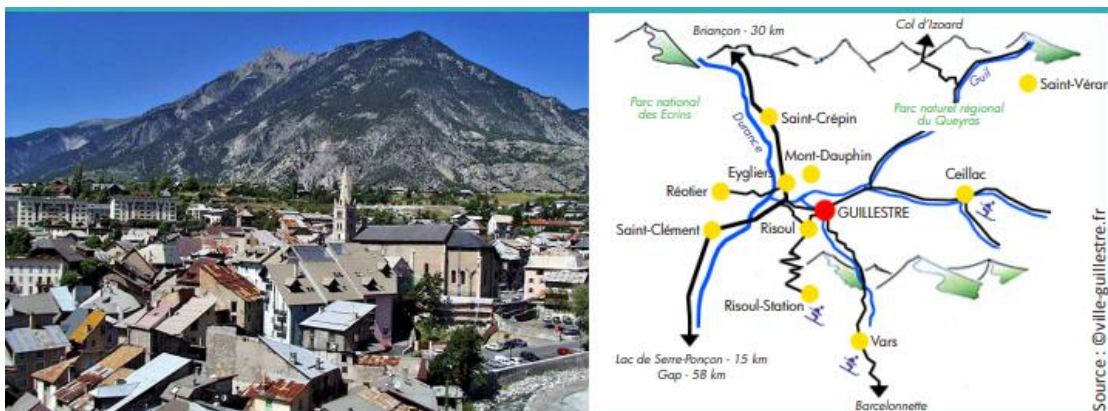 Briançon - 30 km
Col d'Izoard
Guil
Saint-Véran
Parc national
des Ecrins
Durance
Saint-Crépin
Parc naturel régional
du Queyras
Mont-Dauphin
Eygliers
Ceillac
Réotier
GUILLESTRE
Saint-Clément
Risoul
Risoul-Station
Vars
Lac de Serre-Ponçon - 15 km
Gap - 58 km
Barcelonnette
Source : ©ville-guillestre.fr